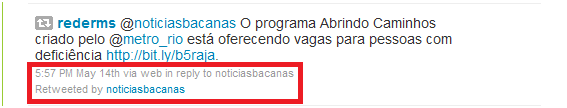 rederms @noticiasbacanas O programa Abrindo Caminhos
criado pelo @metro_rio está oferecendo vagas para pessoas com
deficiência http://bit.ly/b5raja.
5:57 PM May 14th via web in reply to noticiasbacanas
Retweeted by noticiasbacanas